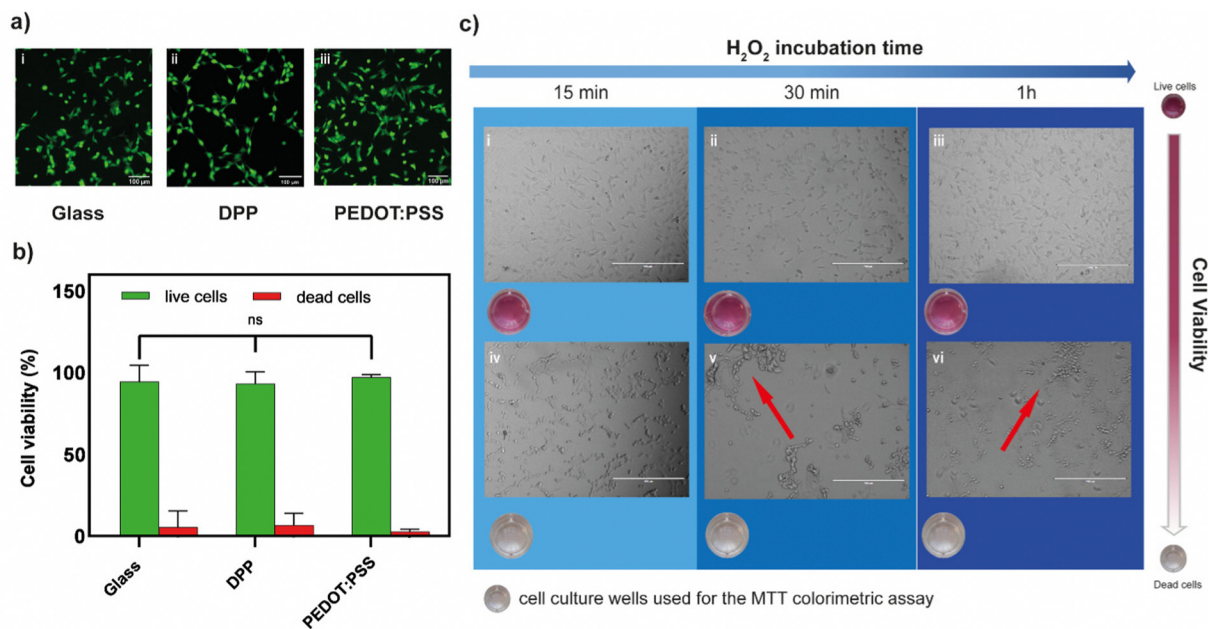 a)
i
ii
iii
100 μm
100 μm
100 μm
Glass
DPP
PEDOT:PSS
b)
150
100
50
0
Cell viability (%)
live cells
dead cells
ns
Glass
DPP
PEDOT:PSS
c)
H₂O₂ incubation time
15 min
30 min
1h
i
ii
iii
iv
v
vi
Live cells
Cell Viability
Dead cells
cell culture wells used for the MTT colorimetric assay